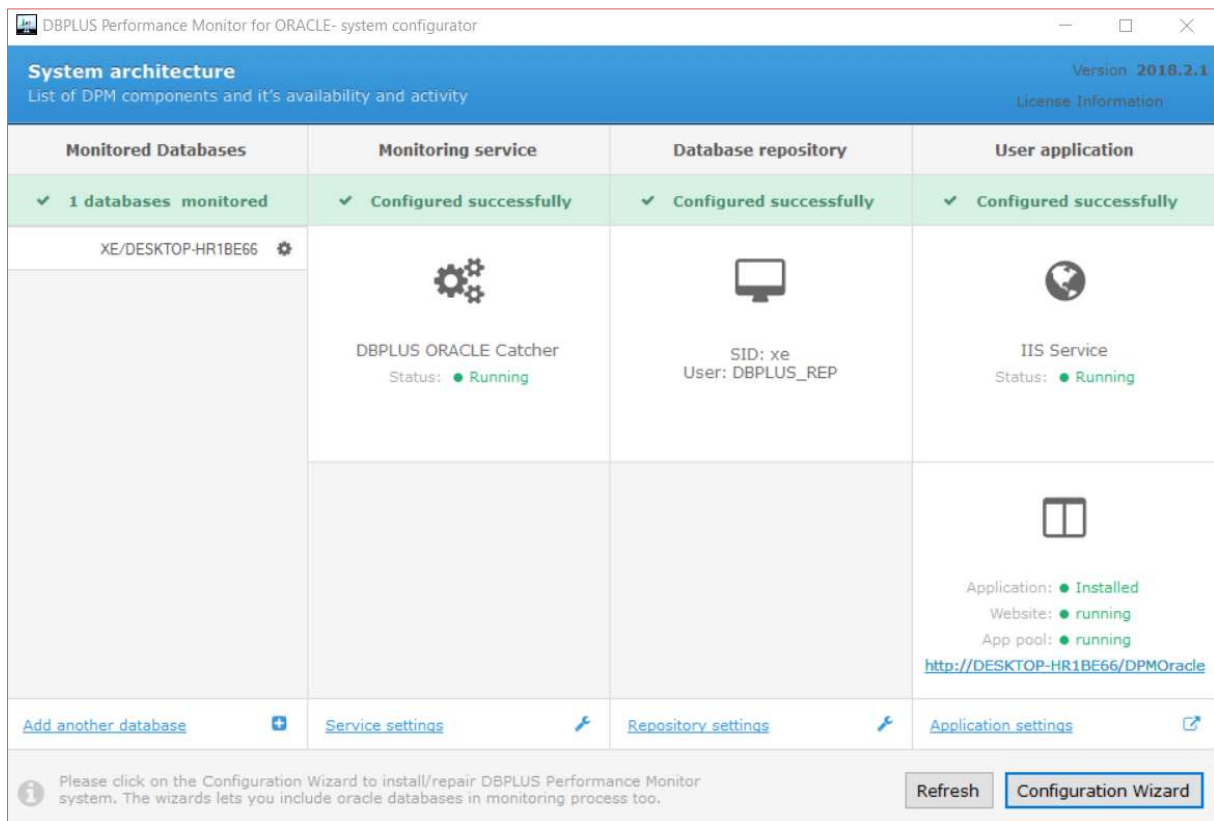 DBPLUS Performance Monitor for ORACLE- system configurator
System architecture
List of DPM components and it's availability and activity
Version 2018.2.1
License Information
Monitored Databases
Monitoring service
Database repository
User application
1 databases monitored
Configured successfully
Configured successfully
Configured successfully
XE/DESKTOP-HR1BE66
DBPLUS ORACLE Catcher
Status: Running
SID: xe
User: DBPLUS_REP
IIS Service
Status: Running
Application: Installed
Website: running
App pool: running
http://DESKTOP-HR1BE66/DPMOracle
Add another database
Service settings
Repository settings
Application settings
Please click on the Configuration Wizard to install/repair DBPLUS Performance Monitor
system. The wizards lets you include oracle databases in monitoring process too.
Refresh
Configuration Wizard